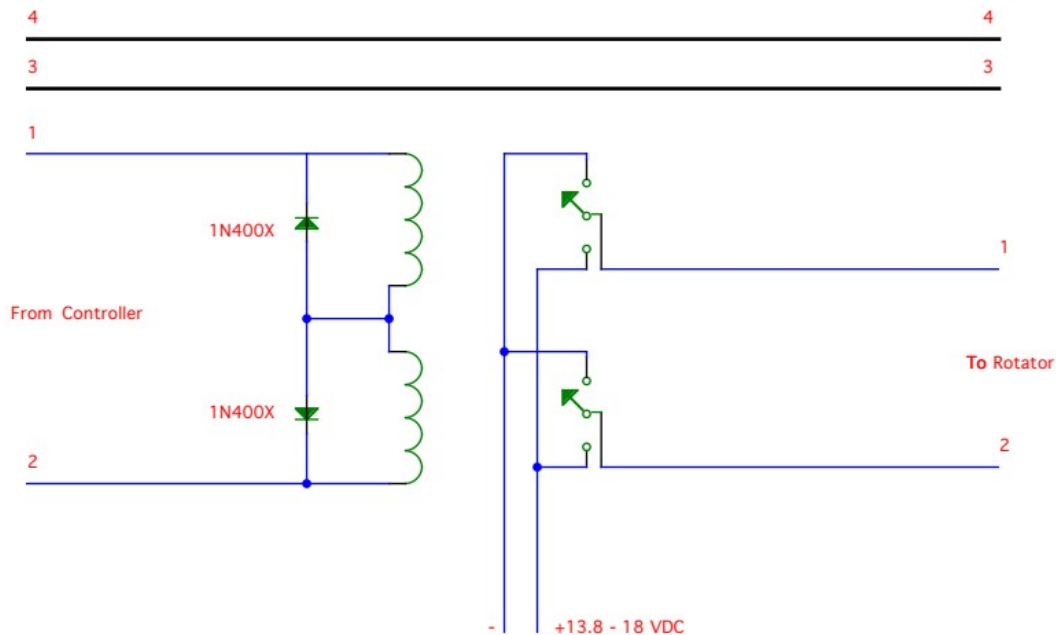 4 4
3 3
1
1N400X
1
From Controller
To Rotator
1N400X
2
2
- +13.8 - 18 VDC